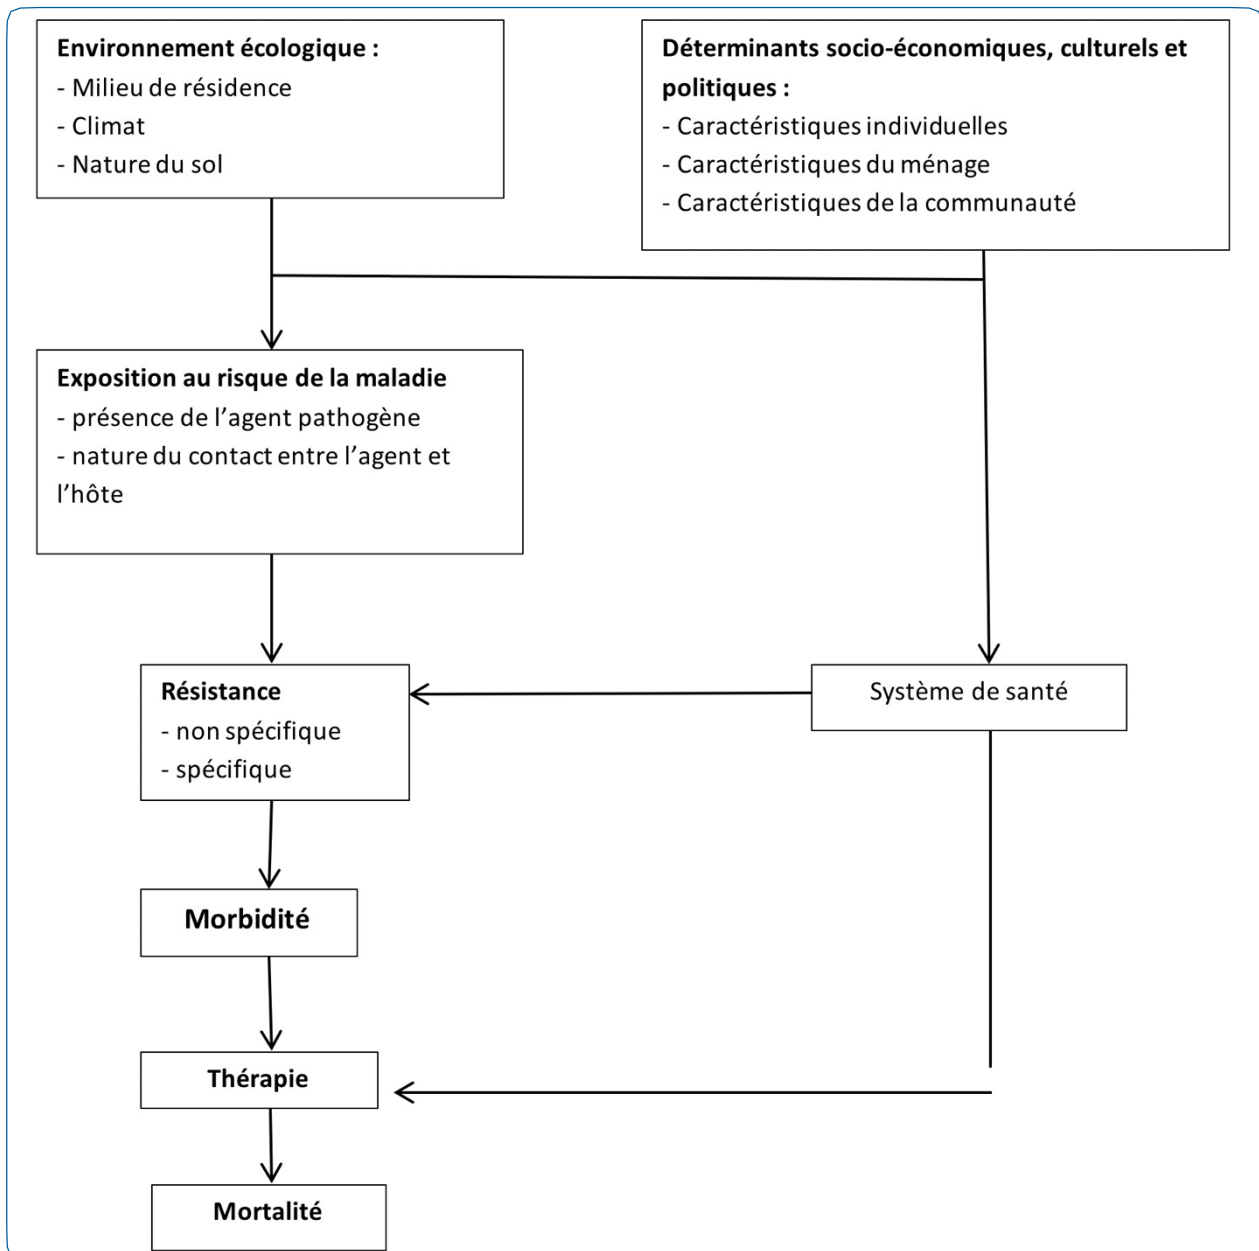 Environnement écologique :
- Milieu de résidence
- Climat
- Nature du sol
Déterminants socio-économiques, culturels et
politiques :
- Caractéristiques individuelles
- Caractéristiques du ménage
- Caractéristiques de la communauté
Exposition au risque de la maladie
- présence de l’agent pathogène
- nature du contact entre l’agent et
l’hôte
Résistance
- non spécifique
- spécifique
Système de santé
Morbidité
Thérapie
Mortalité